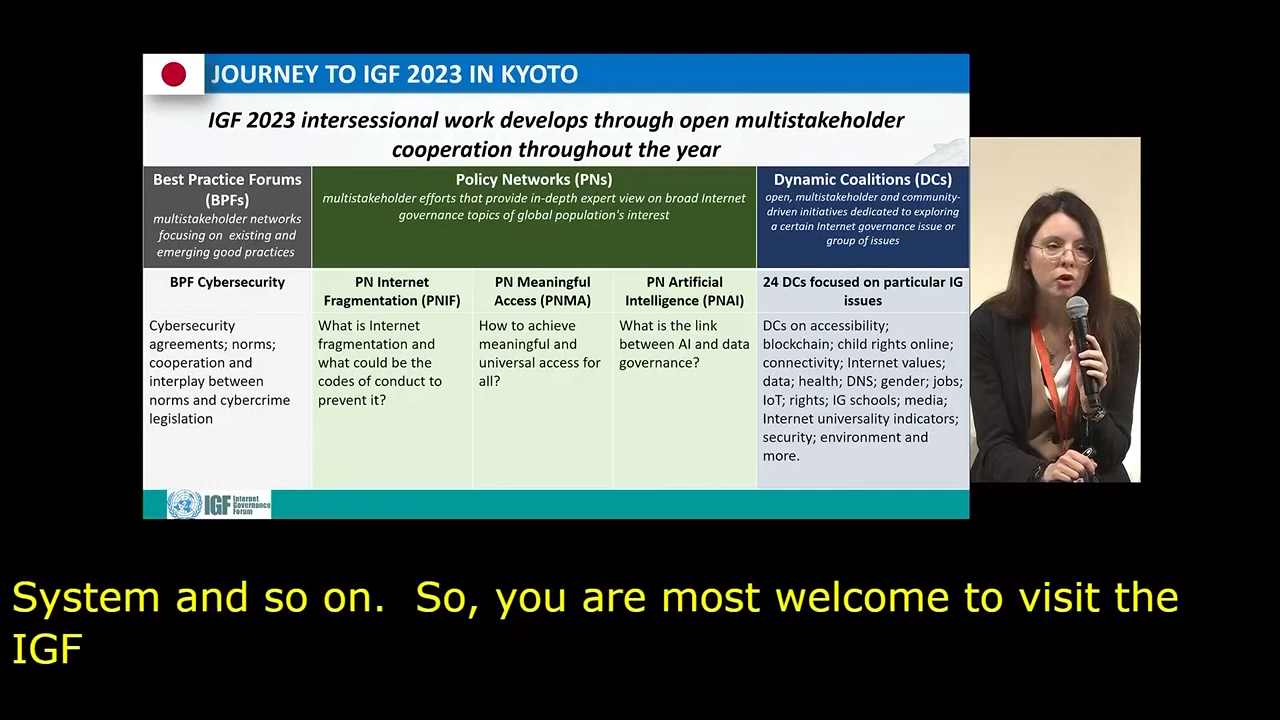 JOURNEY TO IGF 2023 IN KYOTO
IGF 2023 intersessional work develops through open multistakeholder
cooperation throughout the year
Best Practice Forums
(BPFs)
multistakeholder networks
focusing on existing and
emerging good practices
Policy Networks (PNs)
multistakeholder efforts that provide in-depth expert view on broad Internet
governance topics of global population's interest
Dynamic Coalitions (DCs)
open, multistakeholder and community-
driven initiatives dedicated to exploring
a certain Internet governance issue or
group of issues
BPF Cybersecurity
PN Internet
Fragmentation (PNIF)
PN Meaningful
Access (PNMA)
PN Artificial
Intelligence (PNAI)
24 DCs focused on particular IG
issues
Cybersecurity
agreements; norms;
cooperation and
interplay between
norms and cybercrime
legislation
What is Internet
fragmentation and
what could be the
codes of conduct to
prevent it?
How to achieve
meaningful and
universal access for
all?
What is the link
between AI and data
governance?
DCs on accessibility;
blockchain; child rights online;
connectivity; Internet values;
data; health; DNS; gender; jobs;
IoT; rights; IG schools; media;
Internet universality indicators;
security; environment and
more.
IGF
Internet
Governance
Forum
System and so on.  So, you are most welcome to visit the
IGF